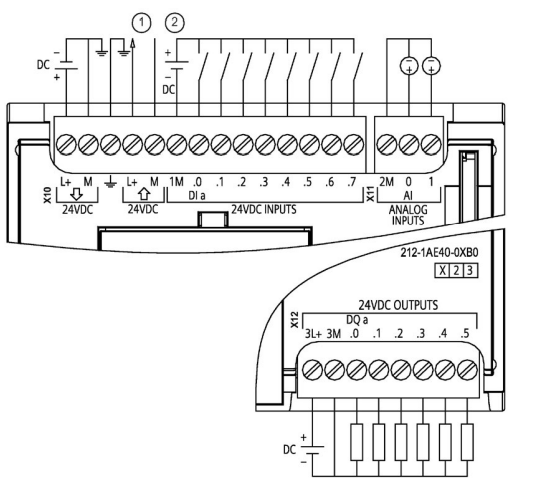 ① ②
DC - +
- + DC
- + - +
L+ M L+ M 1M .0 .1 .2 .3 .4 .5 .6 .7
2M 0 1
X10 24VDC 24VDC DI a 24VDC INPUTS
X11 AI
ANALOG
INPUTS
212-1AE40-0XB0
X 2 3
24VDC OUTPUTS
X12 DQ a
3L+ 3M .0 .1 .2 .3 .4 .5
DC + -